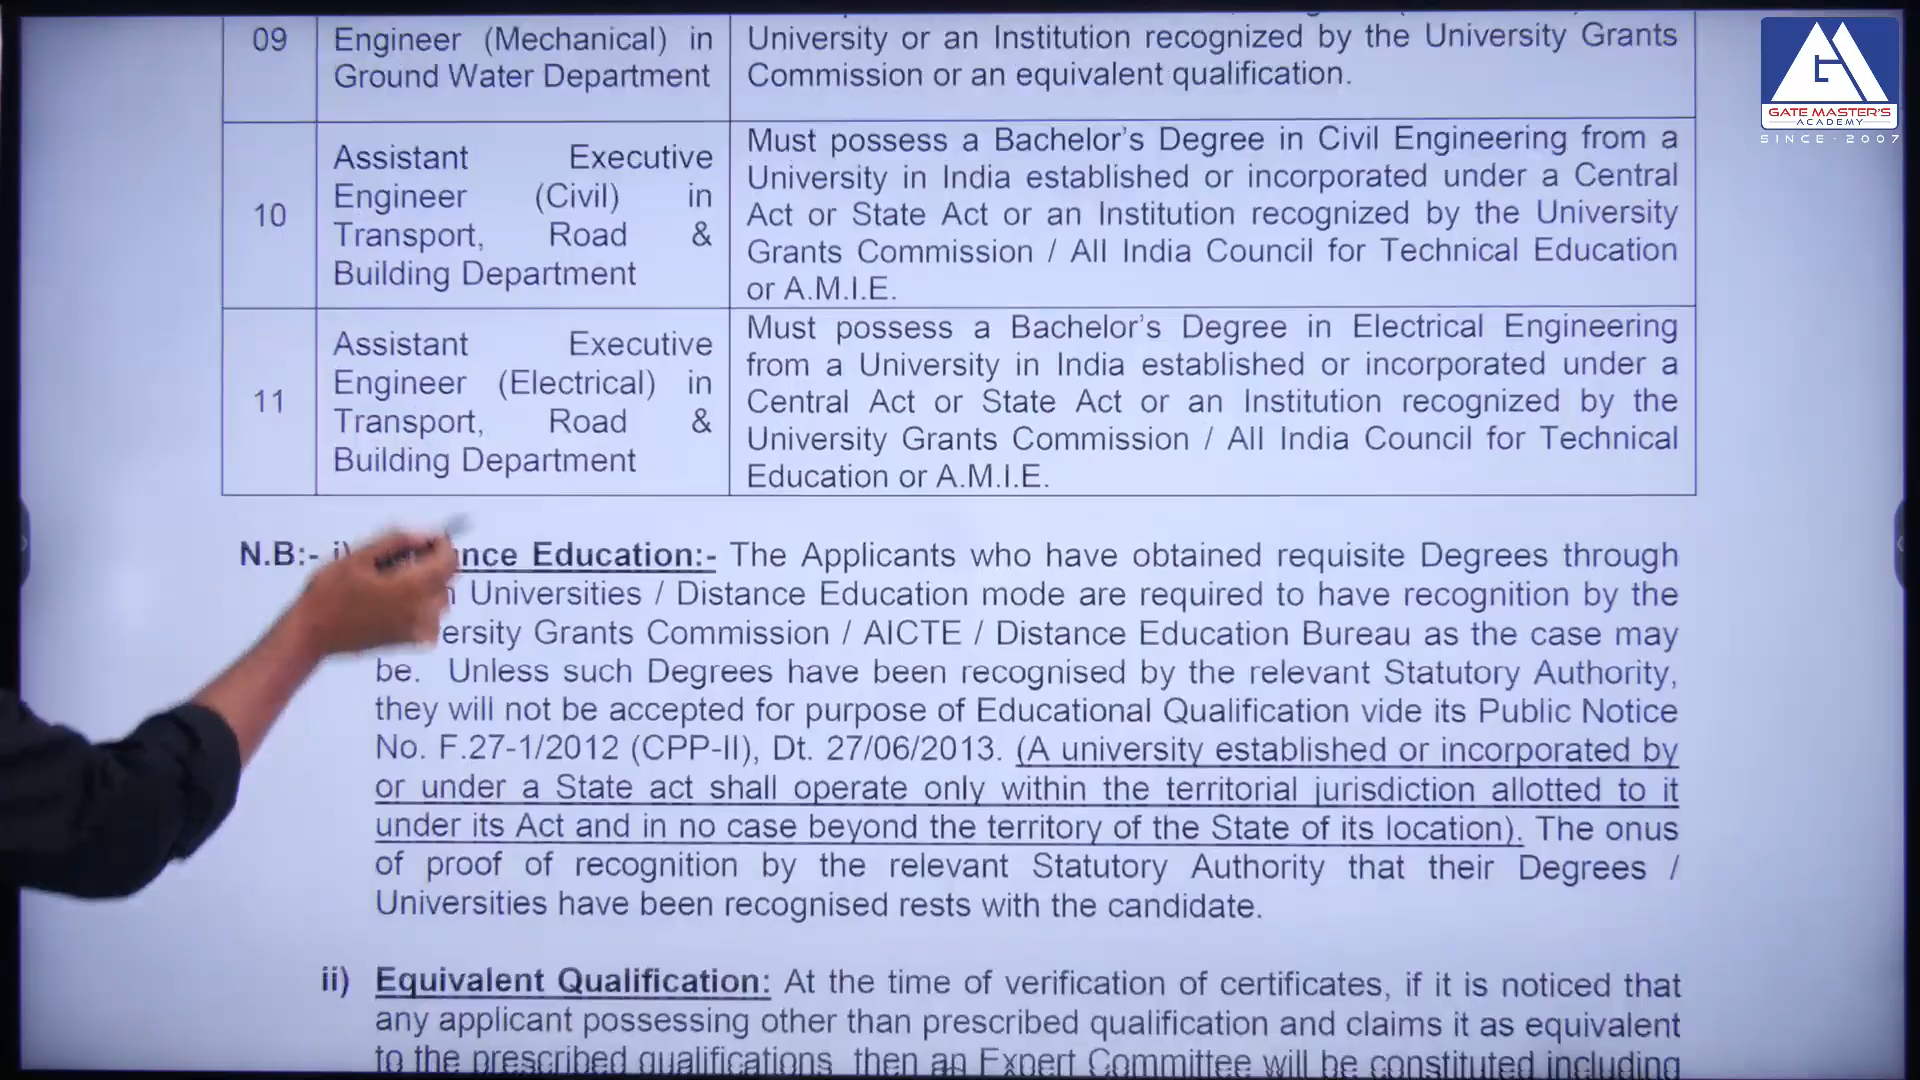 09
Engineer (Mechanical) in
Ground Water Department
University or an Institution recognized by the University Grants
Commission or an equivalent qualification.
10
Assistant Executive
Engineer (Civil) in
Transport, Road &
Building Department
Must possess a Bachelor's Degree in Civil Engineering from a
University in India established or incorporated under a Central
Act or State Act or an Institution recognized by the University
Grants Commission / All India Council for Technical Education
or A.M.I.E.
11
Assistant Executive
Engineer (Electrical) in
Transport, Road &
Building Department
Must possess a Bachelor's Degree in Electrical Engineering
from a University in India established or incorporated under a
Central Act or State Act or an Institution recognized by the
University Grants Commission / All India Council for Technical
Education or A.M.I.E.
N.B:- i) Education:- The Applicants who have obtained requisite Degrees through
Universities / Distance Education mode are required to have recognition by the
Grants Commission / AICTE / Distance Education Bureau as the case may
be. Unless such Degrees have been recognised by the relevant Statutory Authority,
they will not be accepted for purpose of Educational Qualification vide its Public Notice
No. F.27-1/2012 (CPP-II), Dt. 27/06/2013. (A university established or incorporated by
or under a State act shall operate only within the territorial jurisdiction allotted to it
under its Act and in no case beyond the territory of the State of its location). The onus
of proof of recognition by the relevant Statutory Authority that their Degrees /
Universities have been recognised rests with the candidate.
ii) Equivalent Qualification: At the time of verification of certificates, if it is noticed that
any applicant possessing other than prescribed qualification and claims it as equivalent
to the prescribed qualifications, then an Expert Committee will be constituted including
GATE MASTER'S
ACADEMY
SINCE-2007